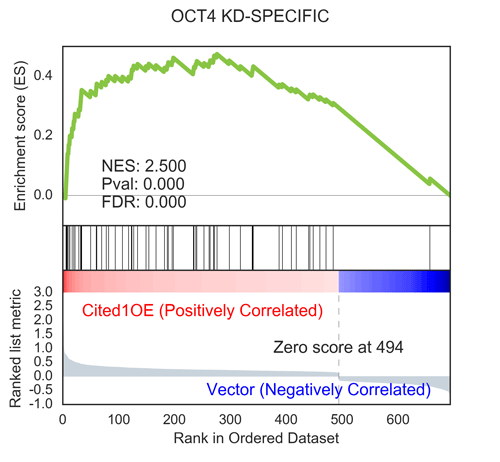 OCT4 KD-SPECIFIC
Enrichment score (ES)
0.4
0.2
0.0
NES: 2.500
Pval: 0.000
FDR: 0.000
Ranked list metric
3.0
2.5
2.0
1.5
1.0
0.5
0.0
-0.5
-1.0
Cited1OE (Positively Correlated)
Zero score at 494
Vector (Negatively Correlated)
0 100 200 300 400 500 600
Rank in Ordered Dataset